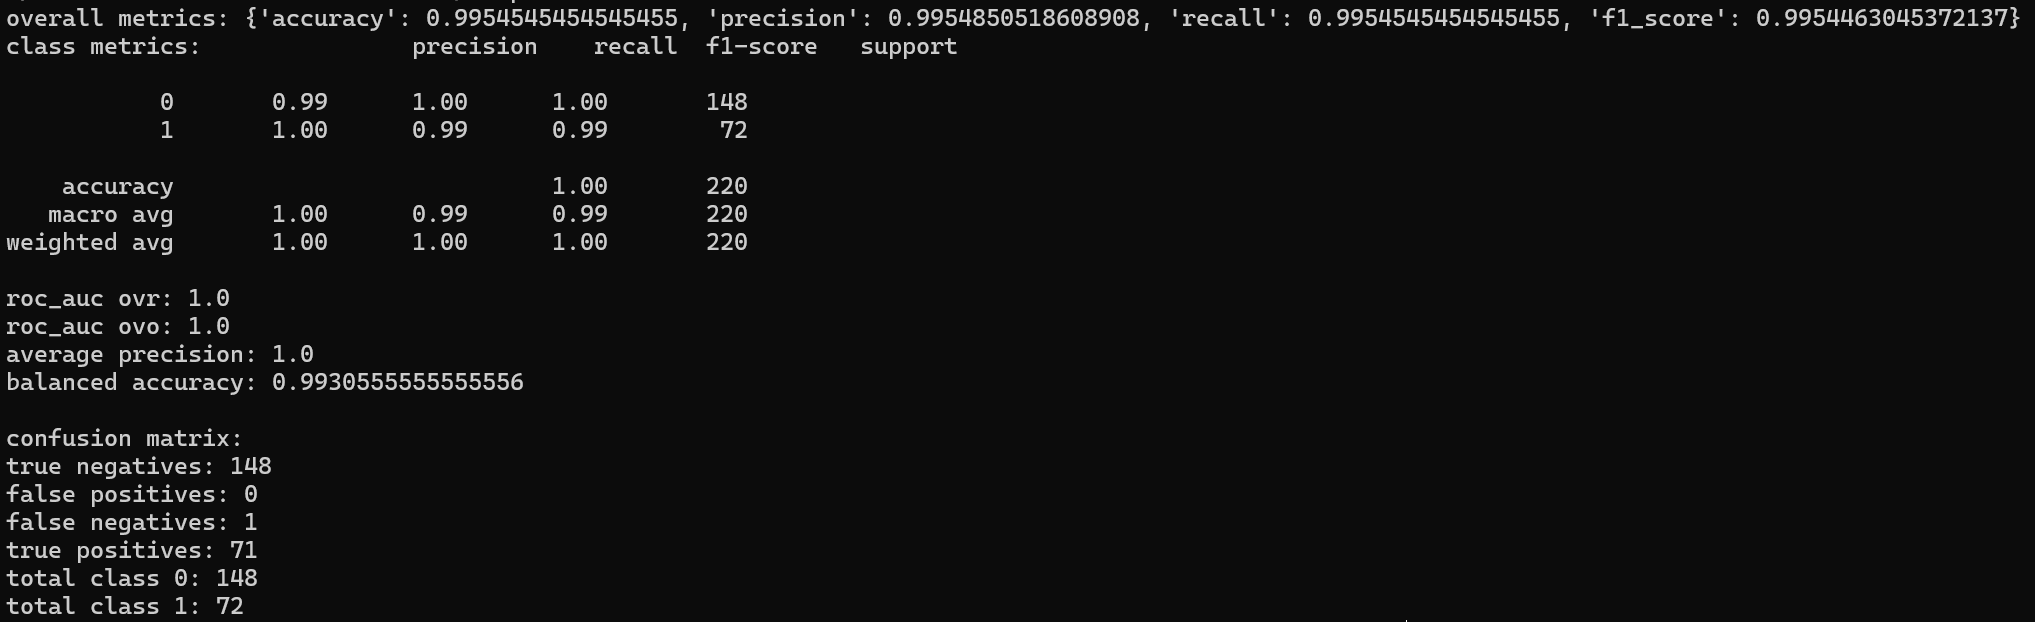 overall metrics: {'accuracy': 0.9954545454545455, 'precision': 0.9954850518608908, 'recall': 0.9954545454545455, 'f1_score': 0.9954463045372137}
class metrics:               precision    recall  f1-score   support
           0       0.99      1.00      1.00       148
           1       1.00      0.99      0.99        72
    accuracy                           1.00       220
   macro avg       1.00      0.99      0.99       220
weighted avg       1.00      1.00      1.00       220
roc_auc ovr: 1.0
roc_auc ovo: 1.0
average precision: 1.0
balanced accuracy: 0.9930555555555556
confusion matrix:
true negatives: 148
false positives: 0
false negatives: 1
true positives: 71
total class 0: 148
total class 1: 72